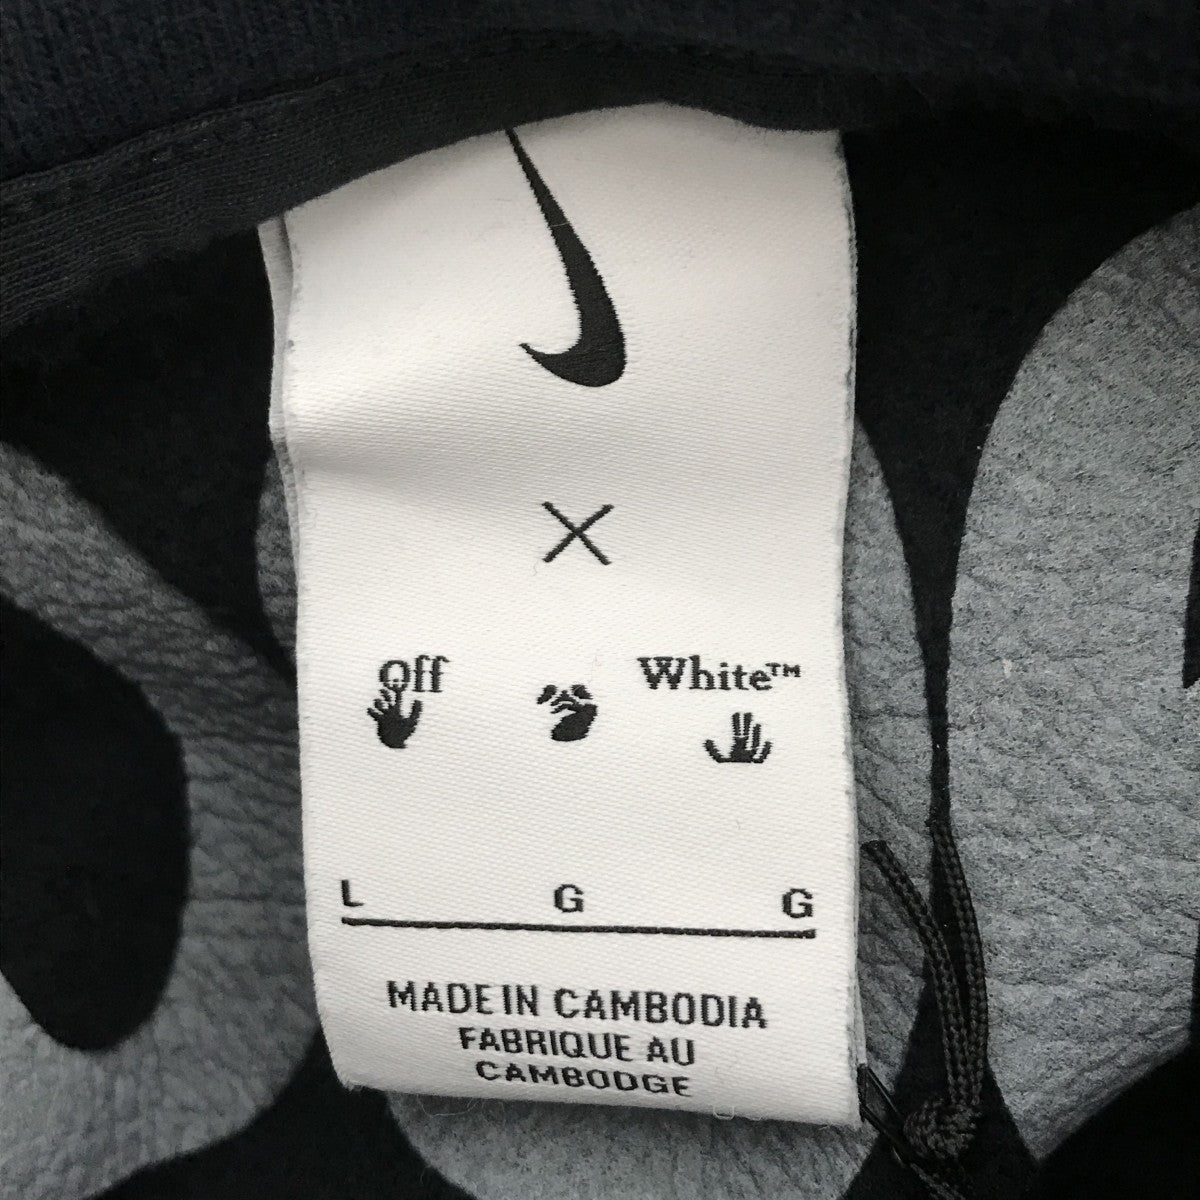 ×
Off White™
L G G
MADE IN CAMBODIA
FABRIQUE AU
CAMBODGE